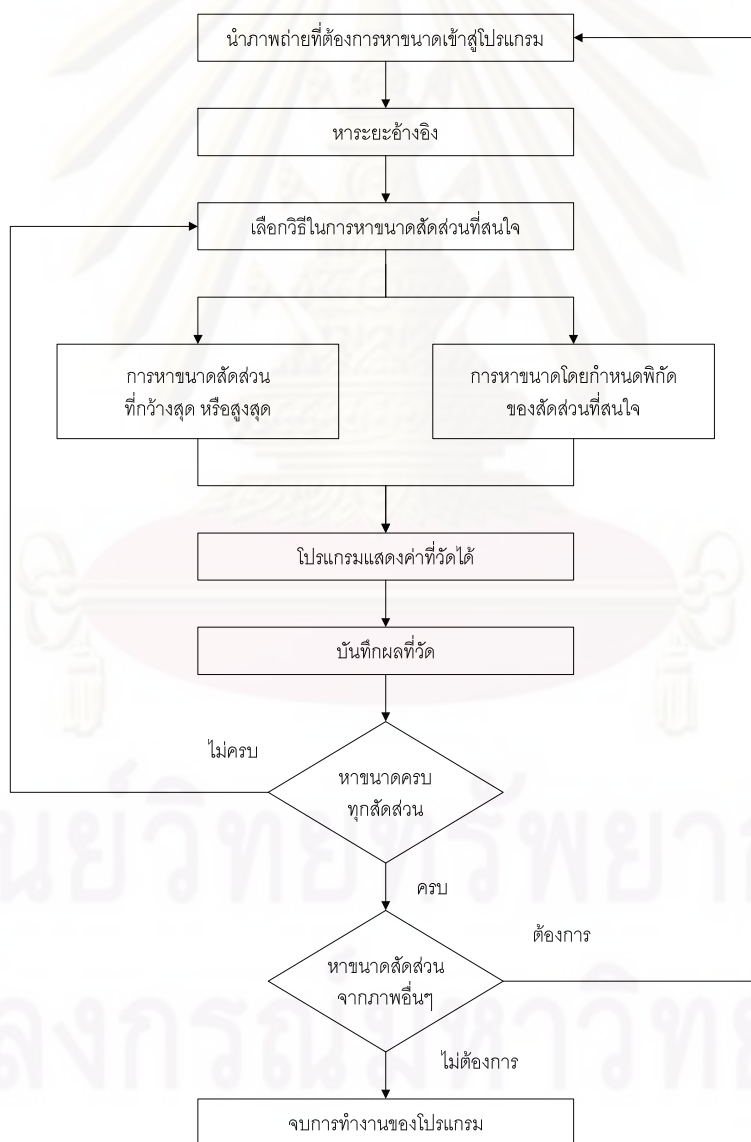 นำภาพถ่ายที่ต้องการหาขนาดเข้าสู่โปรแกรม
หาระยะอ้างอิง
เลือกวิธีในการหาขนาดสัดส่วนที่สนใจ
การหาขนาดสัดส่วน
ที่กว้างสุด หรือสูงสุด
การหาขนาดโดยกำหนดพิกัด
ของสัดส่วนที่สนใจ
โปรแกรมแสดงค่าที่วัดได้
บันทึกผลที่วัด
ไม่ครบ
หาขนาดครบ
ทุกสัดส่วน
ครบ
ต้องการ
หาขนาดสัดส่วน
จากภาพอื่นๆ
ไม่ต้องการ
จบการทำงานของโปรแกรม